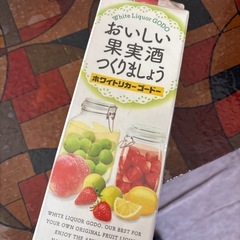 White Liquor GODO
おいしい
果実酒
つくりましょう
ホワイトリカーゴードー
WHITE LIQUOR GODO, OUR BEST FOR
YOUR OWN ORIGINAL FRUIT LIQU
ENJOY THE